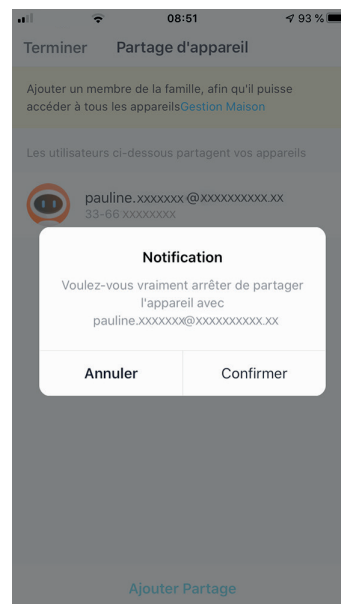 08:51
93 %
Terminer Partage d'appareil
Ajouter un membre de la famille, afin qu'il puisse
accéder à tous les appareilsGestion Maison
Les utilisateurs ci-dessous partagent vos appareils
pauline.xxxxxxx@xxxxxxxxxx.xx
33-66 xxxxxxxx
Notification
Voulez-vous vraiment arrêter de partager
l'appareil avec
pauline.xxxxxxx@xxxxxxxxxx.xx
Annuler Confirmer
Ajouter Partage